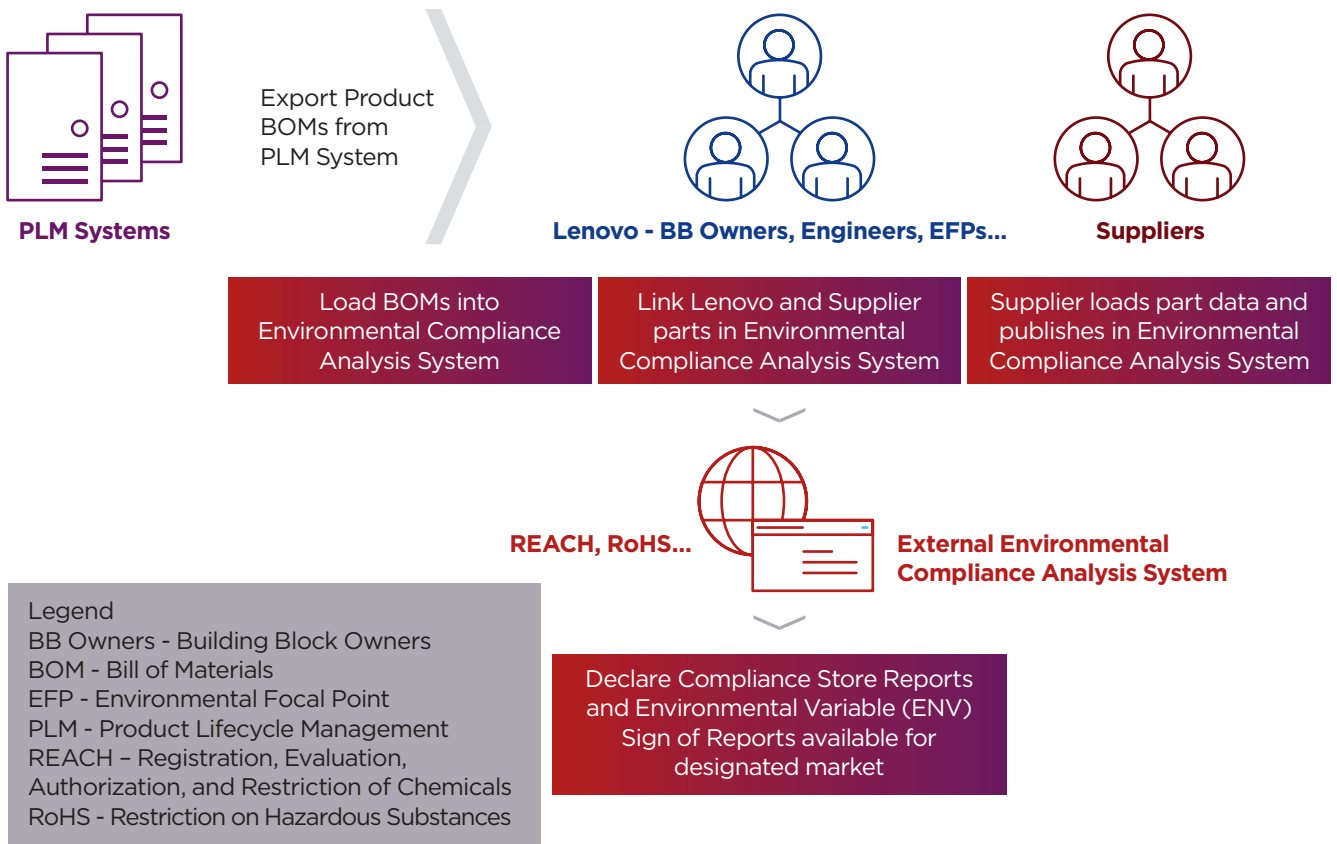 Export Product
BOMs from
PLM System
PLM Systems
Lenovo - BB Owners, Engineers, EFPs...
Suppliers
Load BOMs into
Environmental Compliance
Analysis System
Link Lenovo and Supplier
parts in Environmental
Compliance Analysis System
Supplier loads part data and
publishes in Environmental
Compliance Analysis System
REACH, RoHS...
External Environmental
Compliance Analysis System
Legend
BB Owners - Building Block Owners
BOM - Bill of Materials
EFP - Environmental Focal Point
PLM - Product Lifecycle Management
REACH – Registration, Evaluation,
Authorization, and Restriction of Chemicals
RoHS - Restriction on Hazardous Substances
Declare Compliance Store Reports
and Environmental Variable (ENV)
Sign of Reports available for
designated market